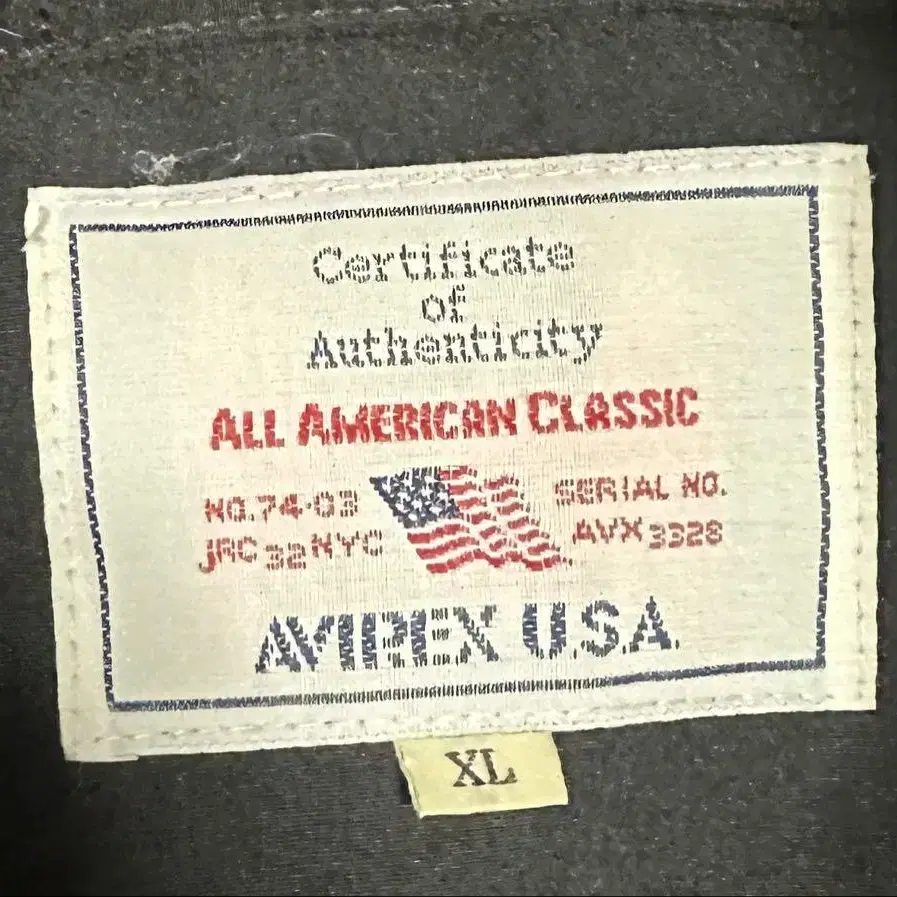 Certificate
of
Authenticity
ALL AMERICAN CLASSIC
NO.74-03 SERIAL NO.
JRC 32 NYC AVX 3328
AVIREX U.S.A.
XL